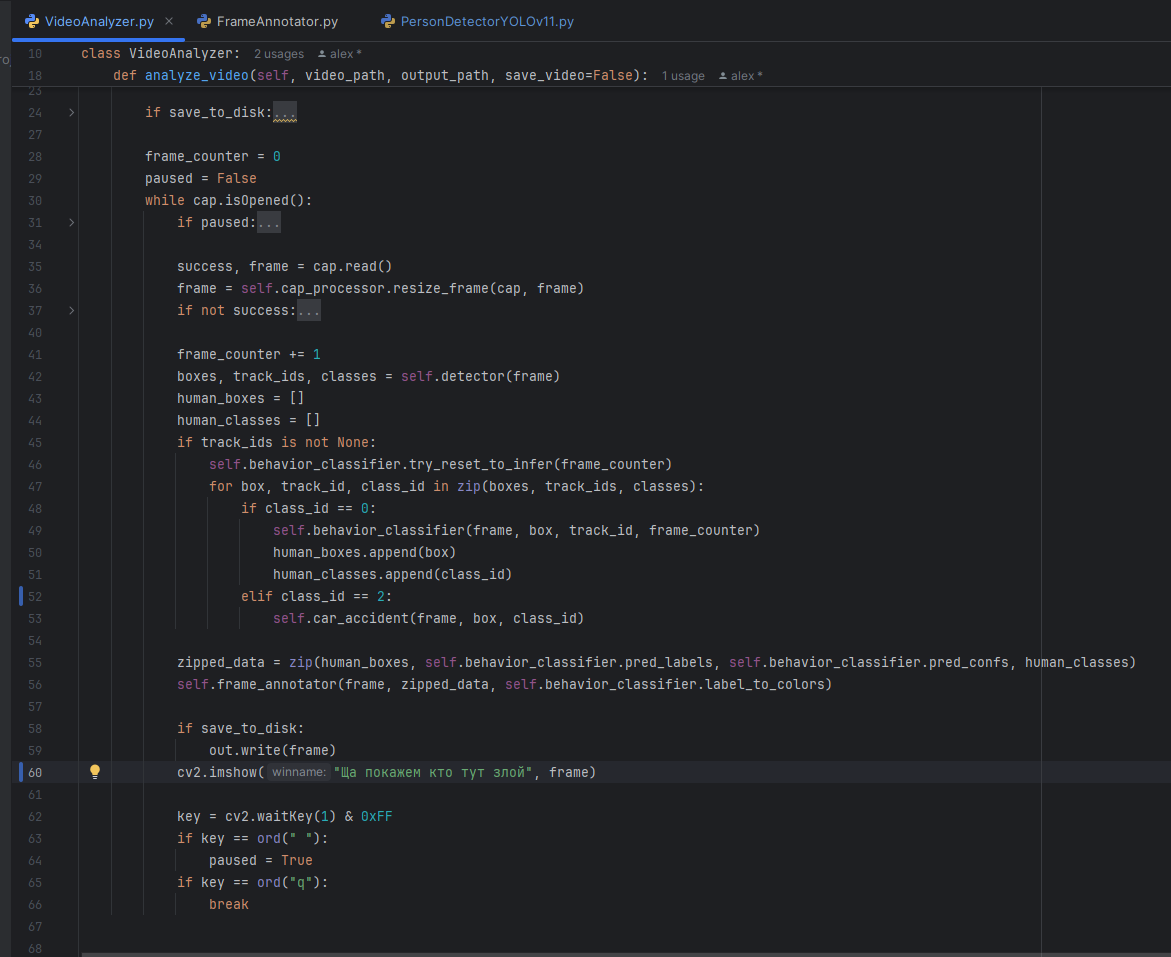 VideoAnalyzer.py × FrameAnnotator.py PersonDetectorYOLOv11.py
10 class VideoAnalyzer: 2 usages alex *
18 def analyze_video(self, video_path, output_path, save_video=False): 1 usage alex *
23
24 if save_to_disk:...
27
28 frame_counter = 0
29 paused = False
30 while cap.isOpened():
31 if paused:...
34
35 success, frame = cap.read()
36 frame = self.cap_processor.resize_frame(cap, frame)
37 if not success:...
40
41 frame_counter += 1
42 boxes, track_ids, classes = self.detector(frame)
43 human_boxes = []
44 human_classes = []
45 if track_ids is not None:
46 self.behavior_classifier.try_reset_to_infer(frame_counter)
47 for box, track_id, class_id in zip(boxes, track_ids, classes):
48 if class_id == 0:
49 self.behavior_classifier(frame, box, track_id, frame_counter)
50 human_boxes.append(box)
51 human_classes.append(class_id)
52 elif class_id == 2:
53 self.car_accident(frame, box, class_id)
54
55 zipped_data = zip(human_boxes, self.behavior_classifier.pred_labels, self.behavior_classifier.pred_confs, human_classes)
56 self.frame_annotator(frame, zipped_data, self.behavior_classifier.label_to_colors)
57
58 if save_to_disk:
59 out.write(frame)
60 cv2.imshow( winname: "Ща покажем кто тут злой", frame)
61
62 key = cv2.waitKey(1) & 0xFF
63 if key == ord(" "):
64 paused = True
65 if key == ord("q"):
66 break
67
68